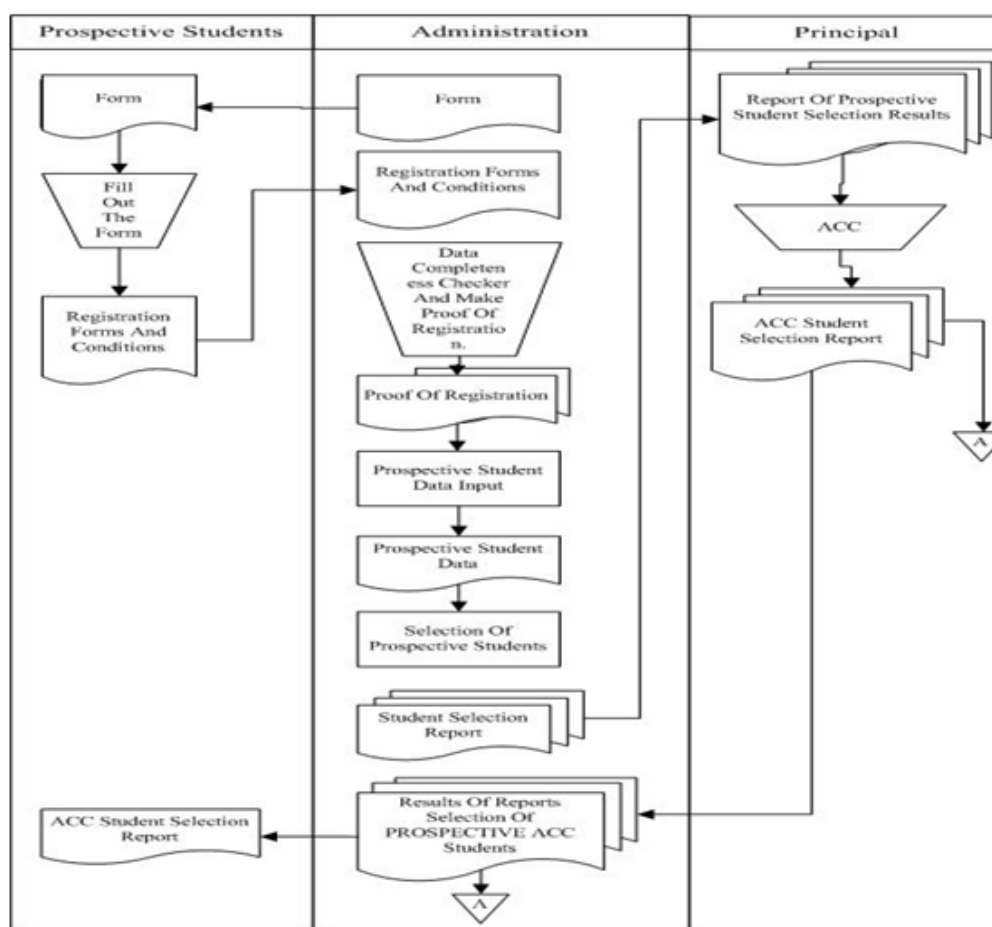 Prospective Students
Administration
Principal
Form
Fill
Out
The
Form
Registration
Forms And
Conditions
ACC Student Selection
Report
Form
Registration Forms
And Conditions
Data
Completen
ess Checker
And Make
Proof Of
Registratio
n.
Proof Of Registration
Prospective Student
Data Input
Prospective Student
Data
Selection Of
Prospective Students
Student Selection
Report
Results Of Reports
Selection Of
PROSPECTIVE ACC
Students
A
Report Of Prospective
Student Selection Results
ACC
ACC Student
Selection Report
A